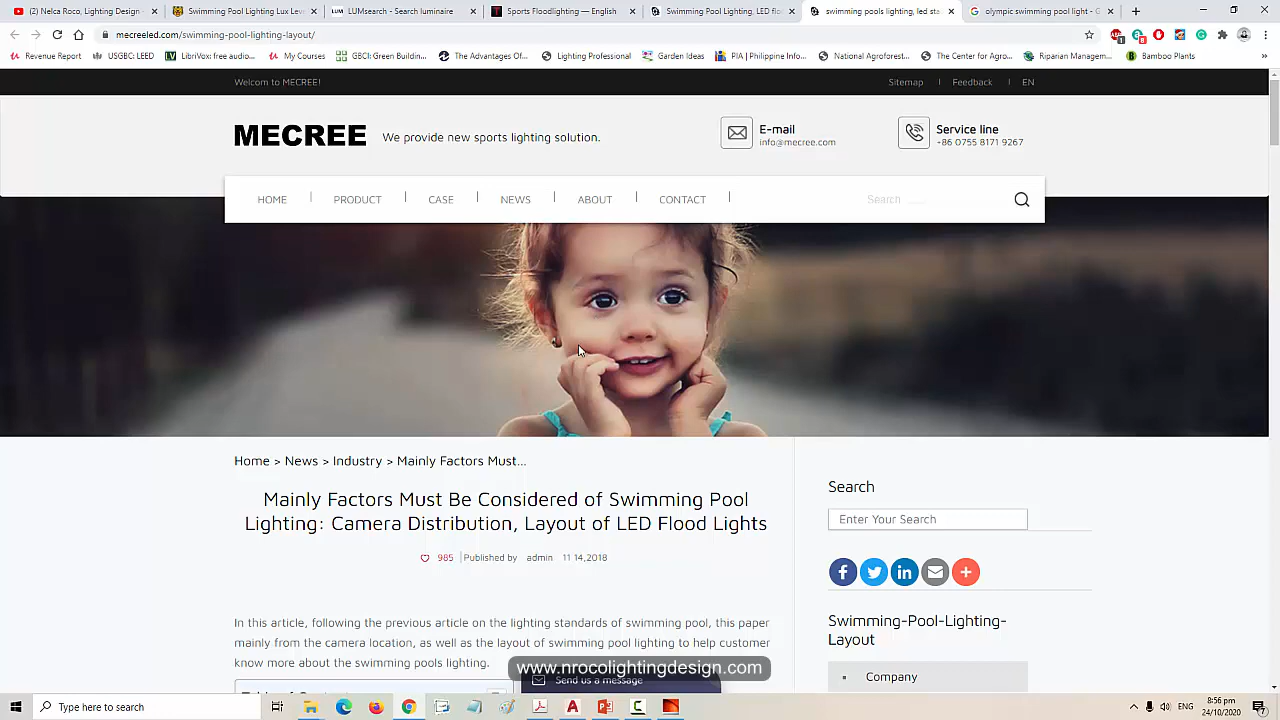 (2) Nelca Roco, Lighting Design -
Swimming Pool Lighting Lux Level
LUMsearch - Search luminaire
Sports Floodlighting — English
Swimming Pool Lighting, LED flo
swimming pools lighting, led sta
olympic swimming pool light - G
mecreeled.com/swimming-pool-lighting-layout/
Revenue Report
USGBC: LEED
LibriVox: free audio...
My Courses
GBCI: Green Building...
The Advantages Of...
Lighting Professional
Garden Ideas
PIA | Philippine Info...
National Agroforest...
The Center for Agro...
Riparian Managem...
Bamboo Plants
Welcom to MECREE!
Sitemap | Feedback | EN
MECREE
We provide new sports lighting solution.
E-mail
info@mecree.com
Service line
+86 0755 8171 9267
HOME | PRODUCT | CASE | NEWS | ABOUT | CONTACT |
Search ......
Home > News > Industry > Mainly Factors Must...
Mainly Factors Must Be Considered of Swimming Pool
Lighting: Camera Distribution, Layout of LED Flood Lights
985 | Published by admin 11 14,2018
In this article, following the previous article on the lighting standards of swimming pool, this paper
mainly from the camera location, as well as the layout of swimming pool lighting to help customer
know more about the swimming pools lighting.
Search
Enter Your Search
Swimming-Pool-Lighting-
Layout
Company
www.nrocolightingdesign.com
Send us a message
Type here to search
ENG
8:56 pm
24/10/2020